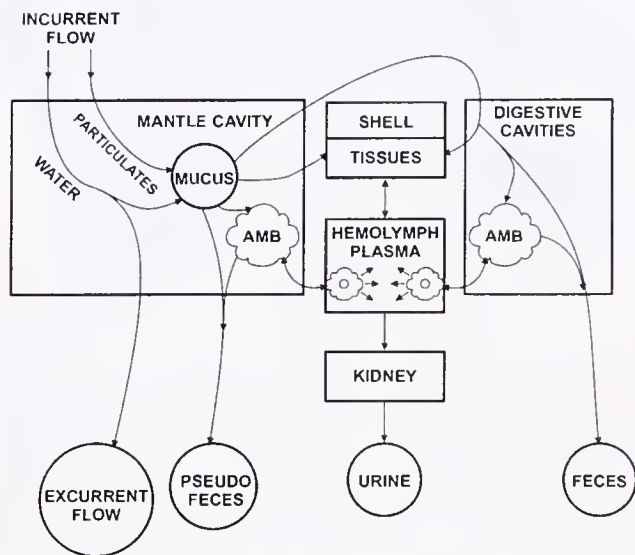 INCURRENT
FLOW
MANTLE CAVITY
PARTICULATES
WATER
MUCUS
AMB
SHELL
TISSUES
HEMOLYMPH
PLASMA
DIGESTIVE
CAVITIES
AMB
KIDNEY
EXCURRENT
FLOW
PSEUDO
FECES
URINE
FECES